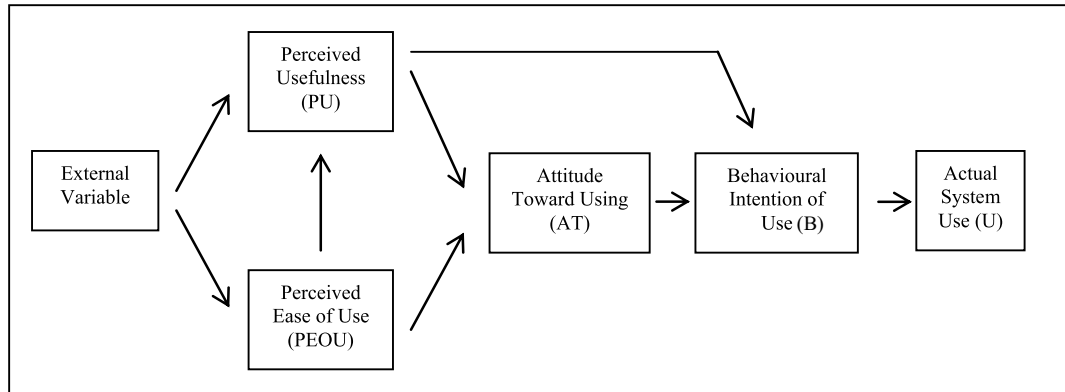 External
Variable
Perceived
Usefulness
(PU)
Perceived
Ease of Use
(PEOU)
Attitude
Toward Using
(AT)
Behavioural
Intention of
Use (B)
Actual
System
Use (U)